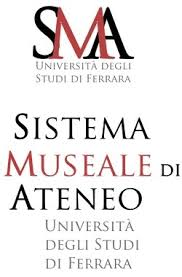 SMA
UNIVERSITÀ DEGLI
STUDI DI FERRARA
SISTEMA
MUSEALE DI
ATENEO
UNIVERSITÀ
DEGLI STUDI
DI FERRARA